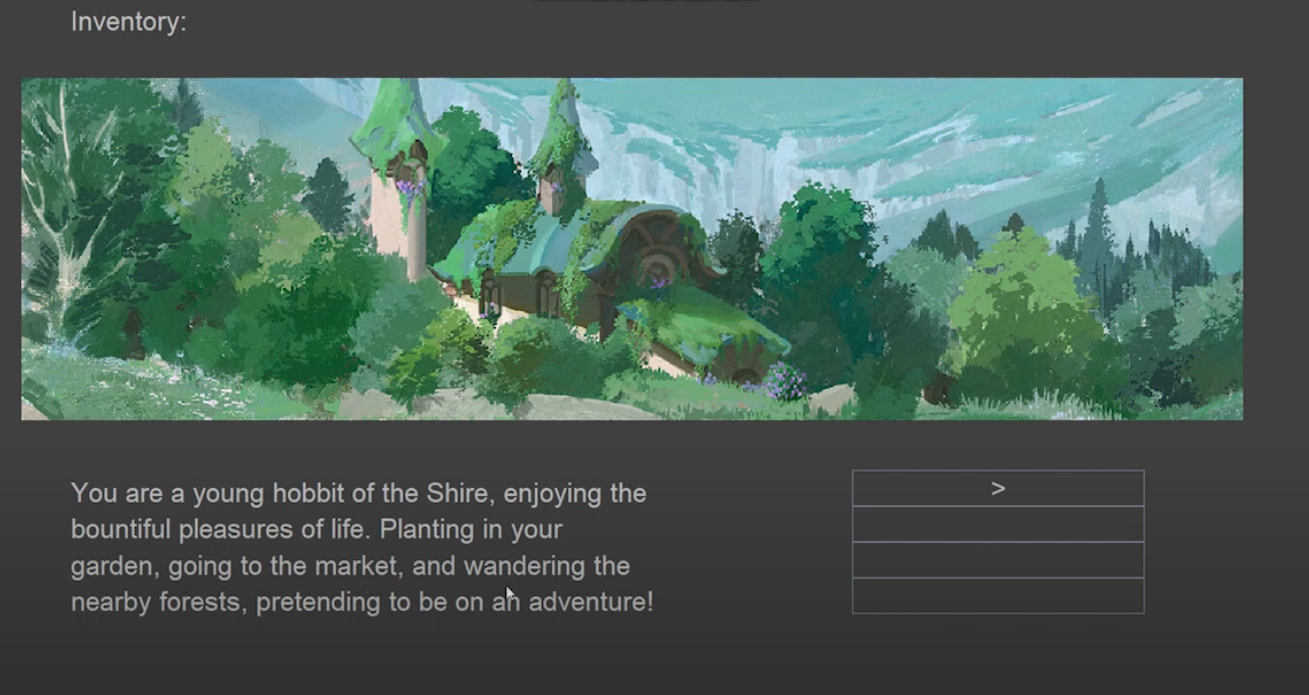 Inventory:
You are a young hobbit of the Shire, enjoying the
bountiful pleasures of life. Planting in your
garden, going to the market, and wandering the
nearby forests, pretending to be on an adventure!
>